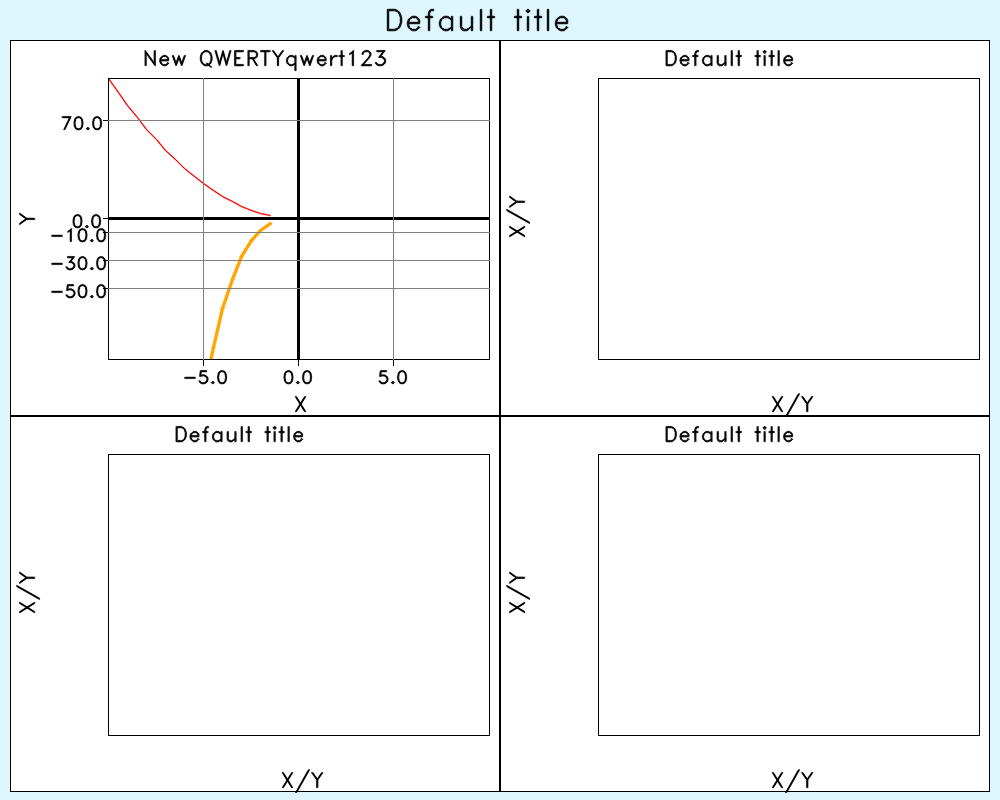 Default title
New QWERTYqwert123
70.0
0.0
-10.0
-30.0
-50.0
Y
-5.0 0.0 5.0
X
Default title
X/Y
X/Y
Default title
X/Y
X/Y
Default title
X/Y
X/Y